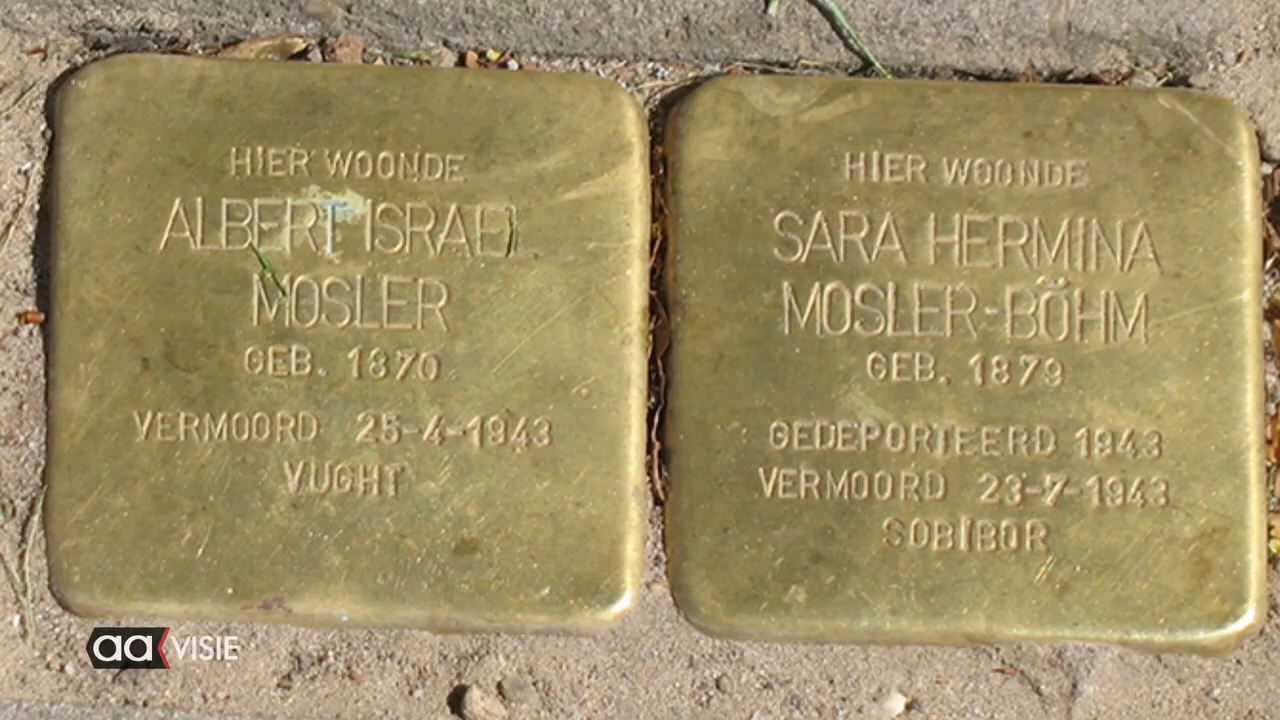 HIER WOONDE
ALBERT ISRAEL
MOSLER
GEB. 1870
VERMOORD 25-4-1943
VUGHT
HIER WOONDE
SARA HERMINA
MOSLER-BÖHM
GEB. 1879
GEDEPORTEERD 1943
VERMOORD 23-7-1943
SOBIBOR
aa VISIE